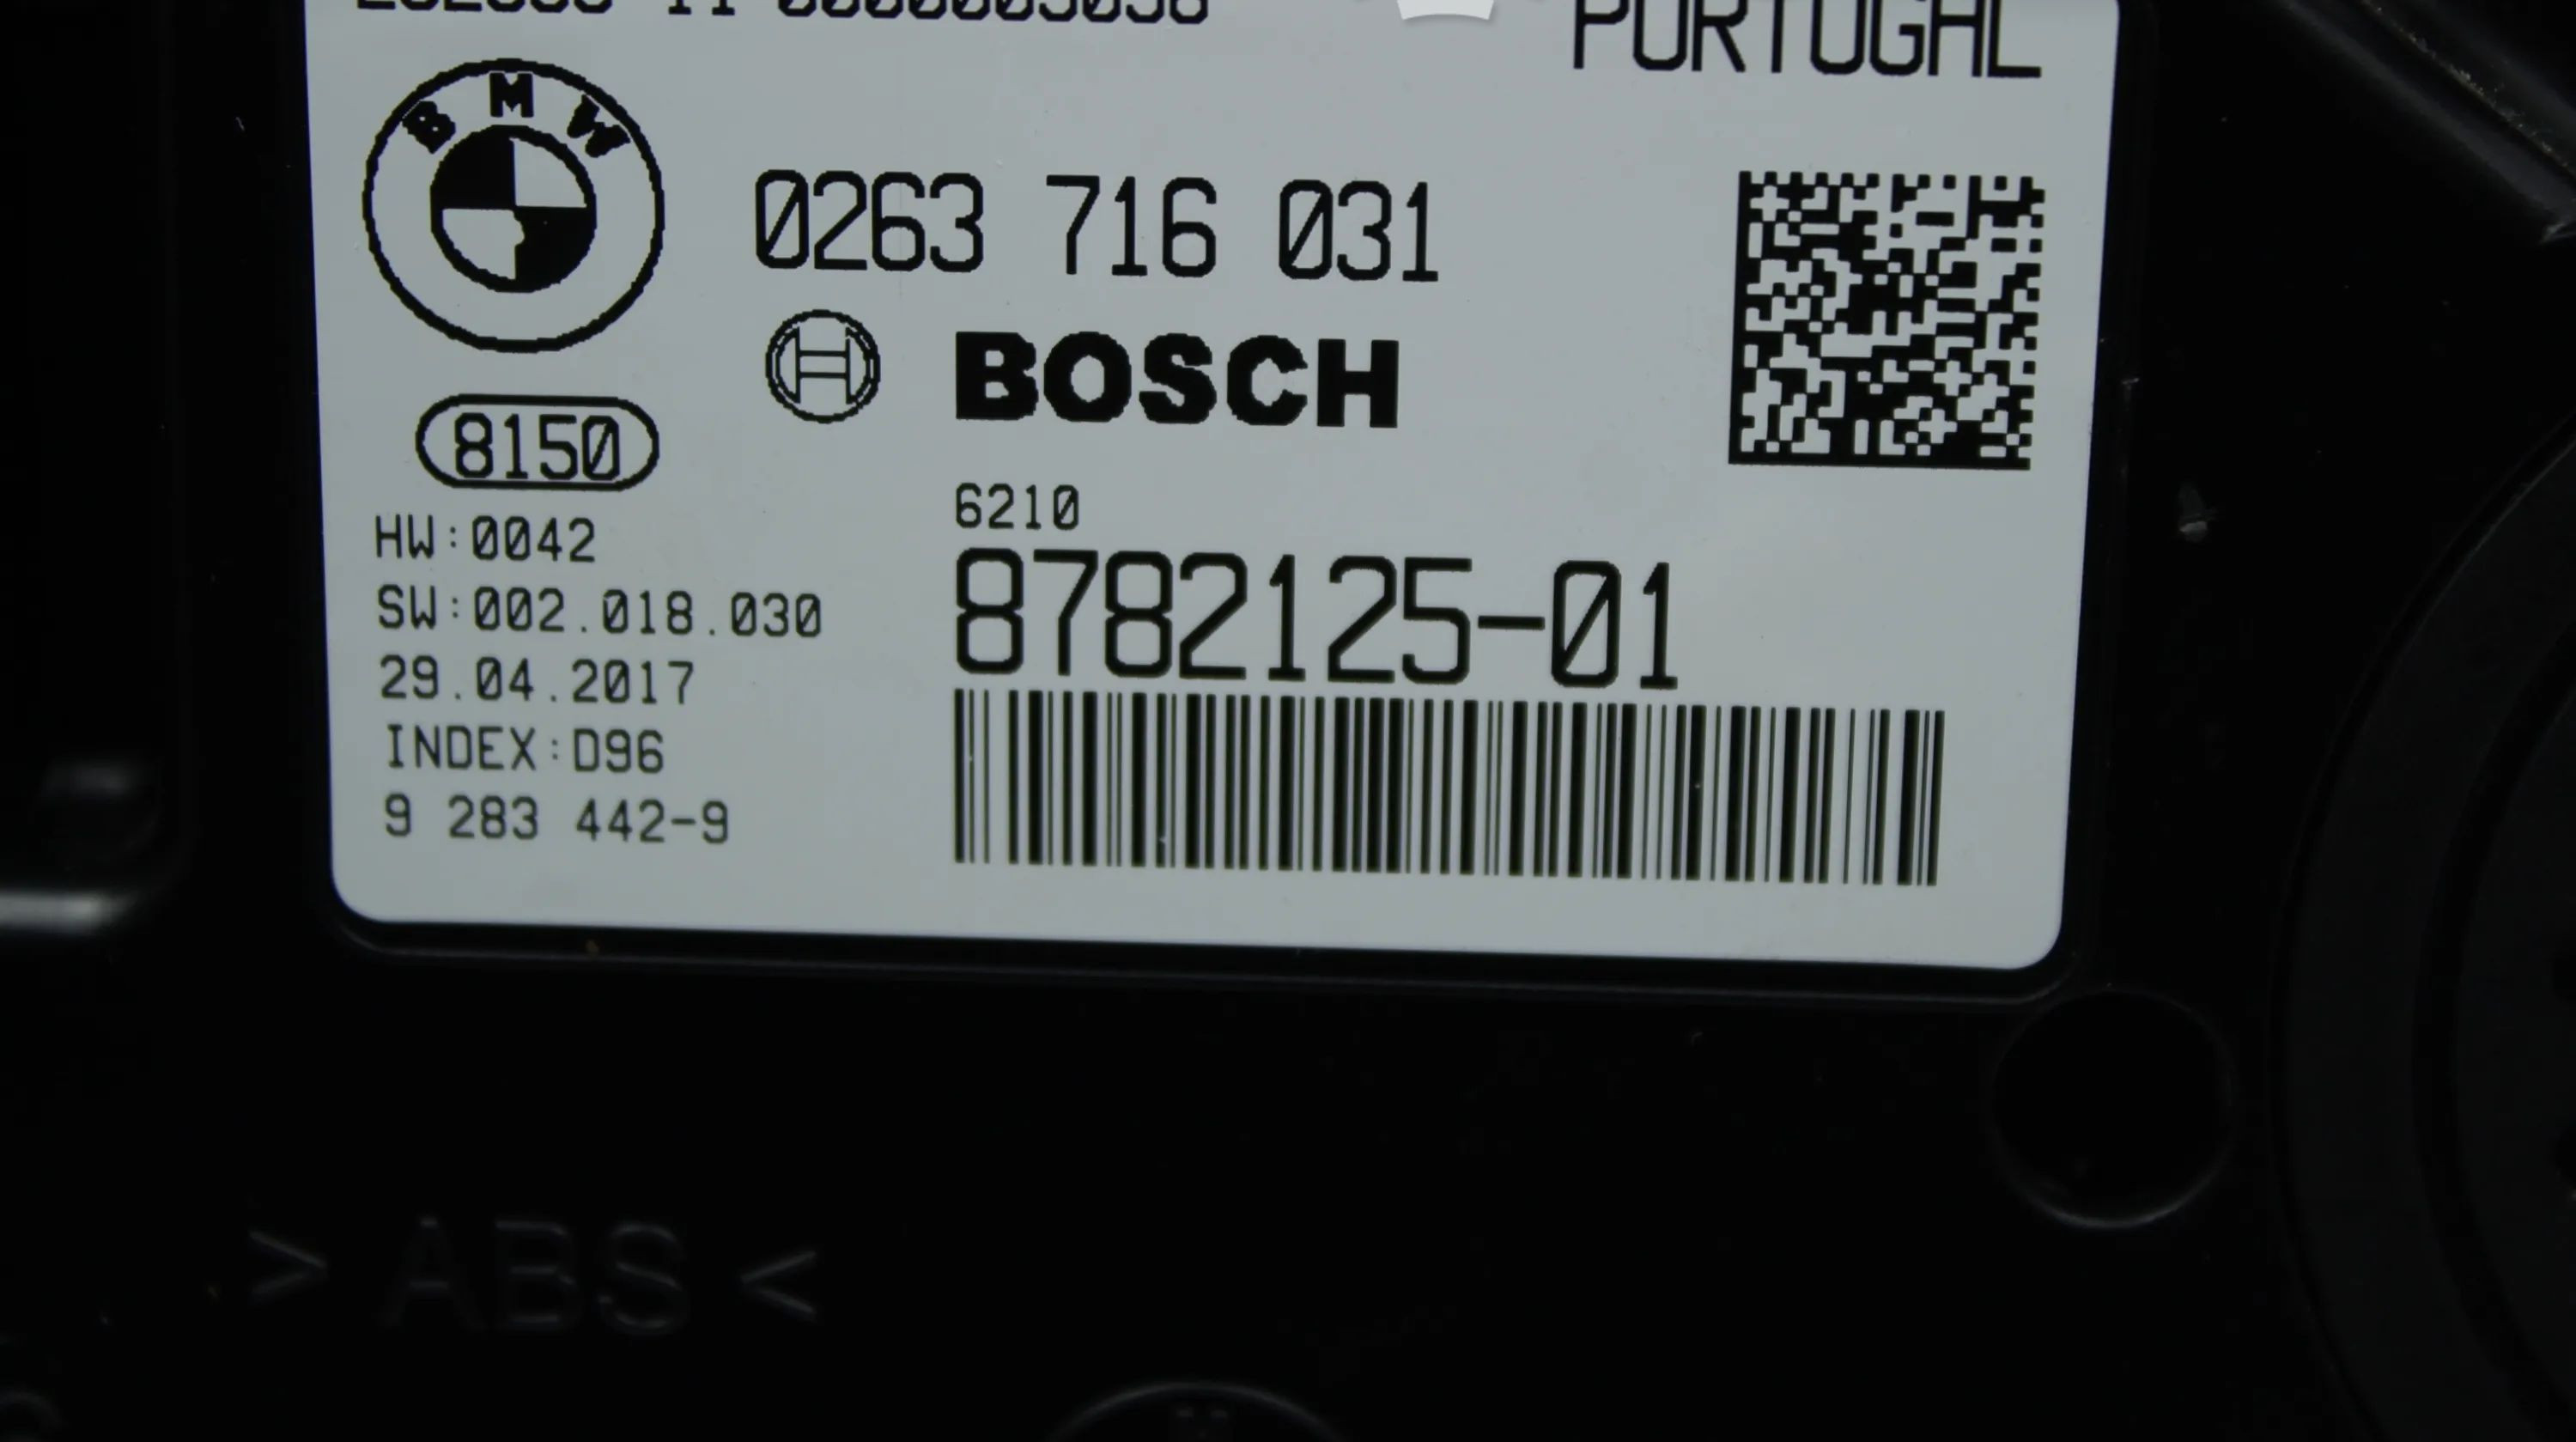 PORTUGAL
BMW
0263 716 031
BOSCH
8150
6210
HW:0042
8782125-01
SW:002.018.030
29.04.2017
INDEX:D96
9 283 442-9
> ABS <